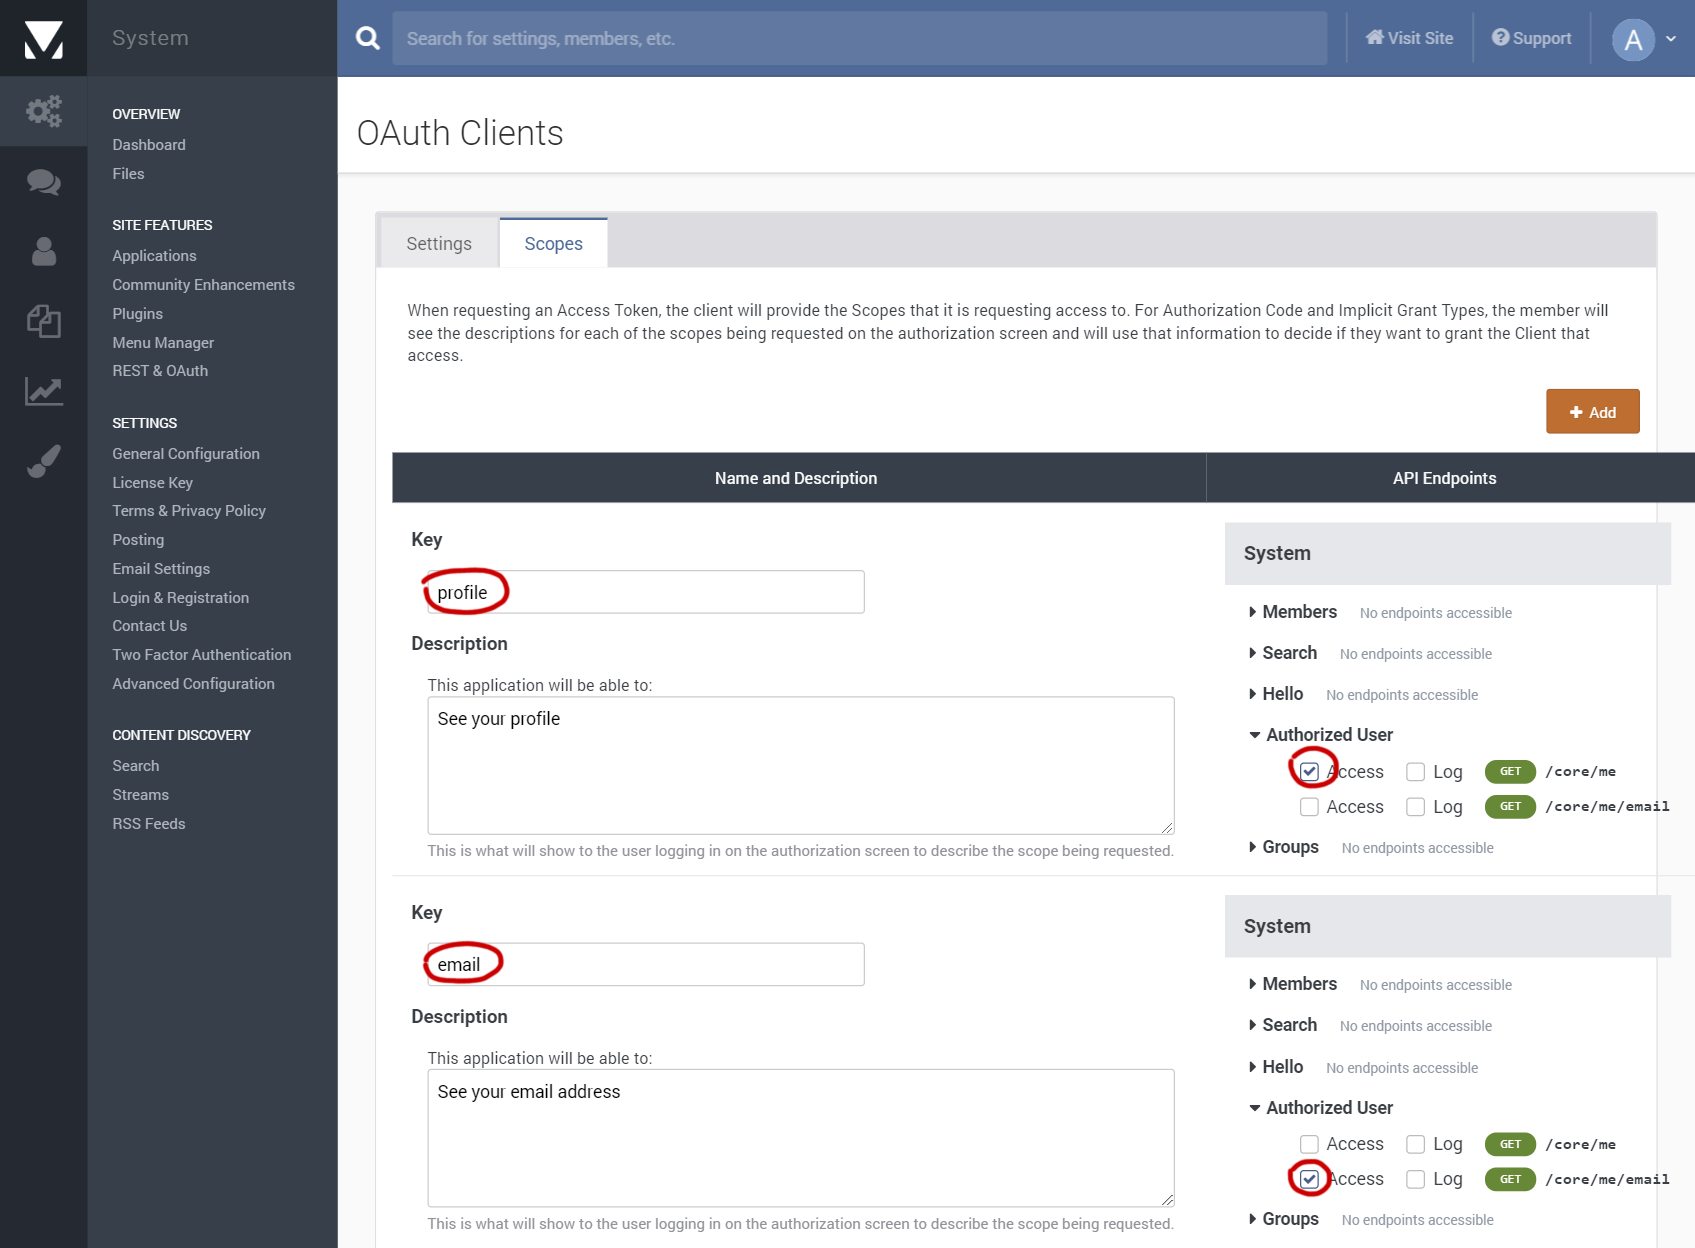 System
Search for settings, members, etc.
Visit Site
Support
A
OVERVIEW
Dashboard
Files
SITE FEATURES
Applications
Community Enhancements
Plugins
Menu Manager
REST & OAuth
SETTINGS
General Configuration
License Key
Terms & Privacy Policy
Posting
Email Settings
Login & Registration
Contact Us
Two Factor Authentication
Advanced Configuration
CONTENT DISCOVERY
Search
Streams
RSS Feeds
OAuth Clients
Settings
Scopes
When requesting an Access Token, the client will provide the Scopes that it is requesting access to. For Authorization Code and Implicit Grant Types, the member will
see the descriptions for each of the scopes being requested on the authorization screen and will use that information to decide if they want to grant the Client that
access.
Add
Name and Description
API Endpoints
Key
profile
Description
This application will be able to:
See your profile
This is what will show to the user logging in on the authorization screen to describe the scope being requested.
System
Members No endpoints accessible
Search No endpoints accessible
Hello No endpoints accessible
Authorized User
Access Log GET /core/me
Access Log GET /core/me/email
Groups No endpoints accessible
Key
email
Description
This application will be able to:
See your email address
This is what will show to the user logging in on the authorization screen to describe the scope being requested.
System
Members No endpoints accessible
Search No endpoints accessible
Hello No endpoints accessible
Authorized User
Access Log GET /core/me
Access Log GET /core/me/email
Groups No endpoints accessible